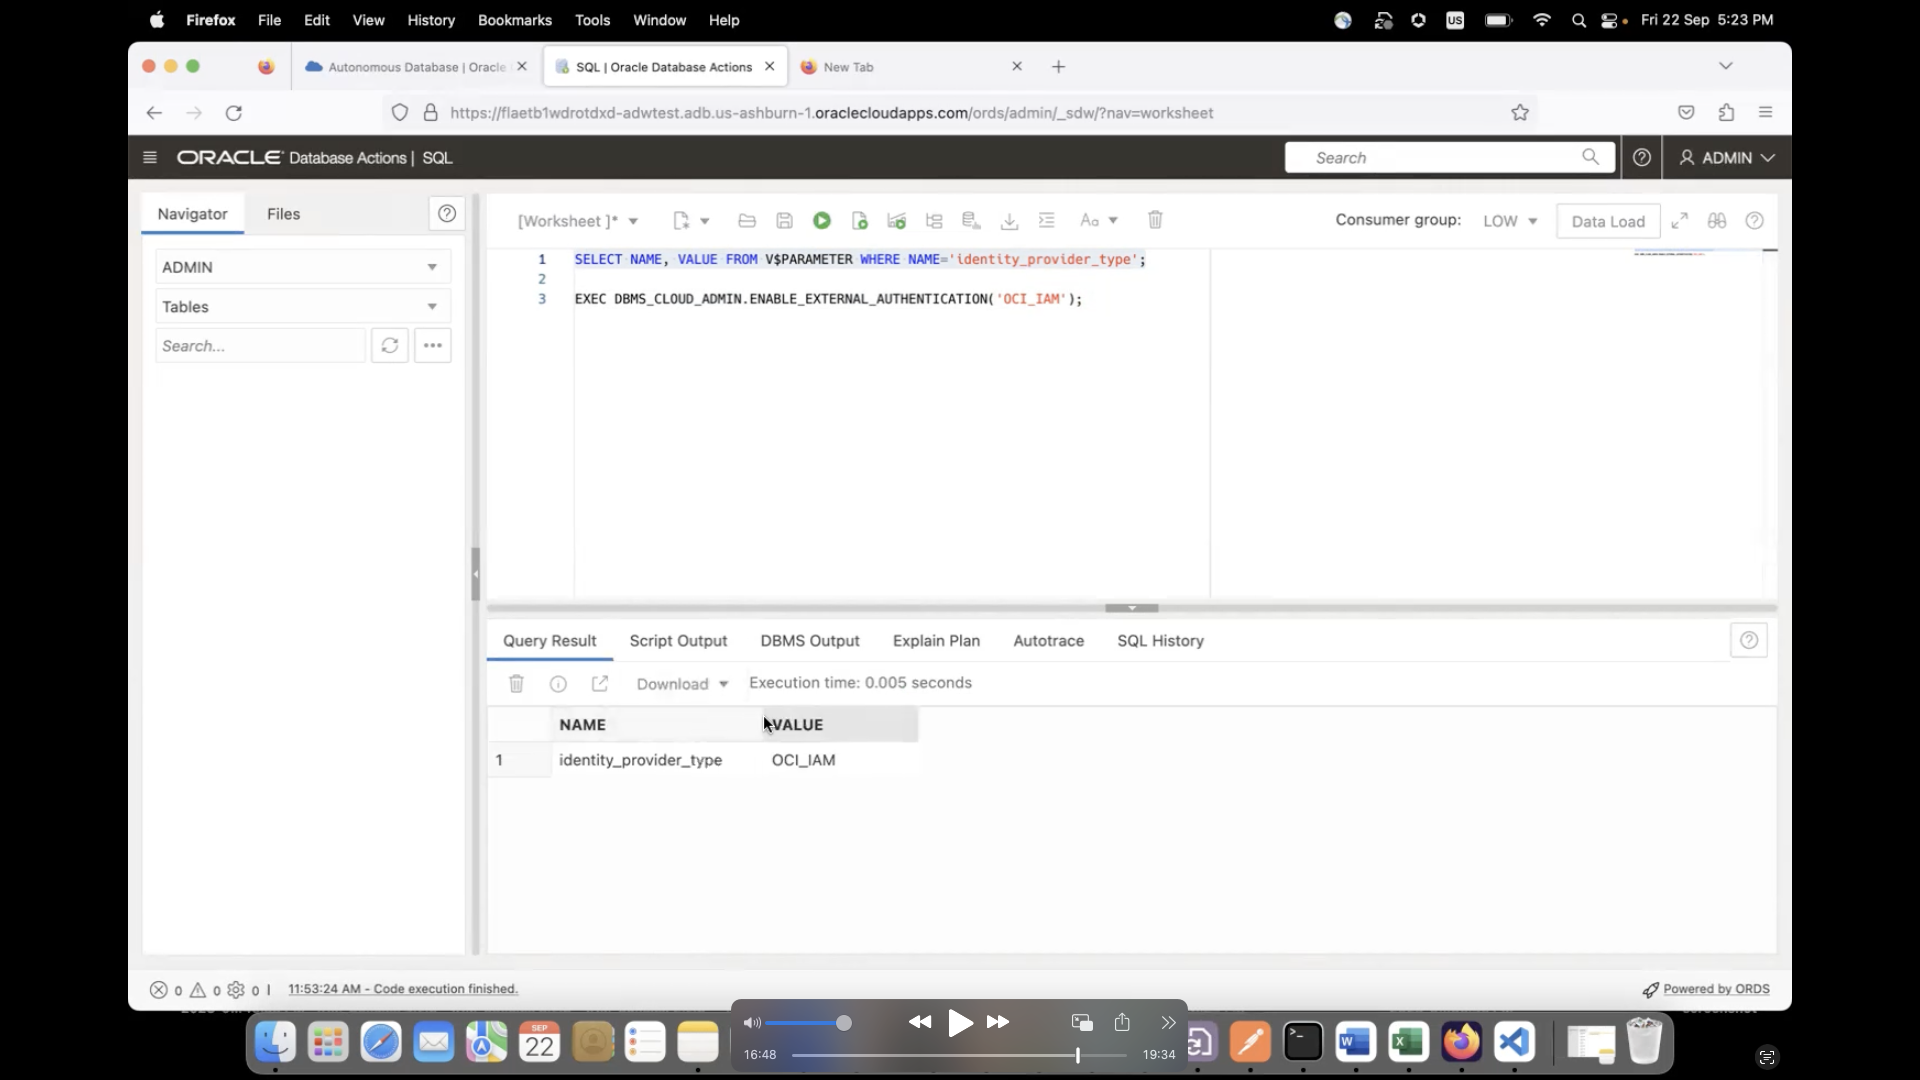 Firefox File Edit View History Bookmarks Tools Window Help US Fri 22 Sep 5:23 PM
Autonomous Database | Oracle
SQL | Oracle Database Actions
New Tab
https://flaetb1wdrotdxd-adwtest.adb.us-ashburn-1.oraclecloudapps.com/ords/admin/_sdw/?nav=worksheet
ORACLE Database Actions | SQL
Search
ADMIN
Navigator Files
[Worksheet ]*
Aa
Consumer group: LOW
Data Load
ADMIN
Tables
Search...
1 SELECT NAME, VALUE FROM V$PARAMETER WHERE NAME='identity_provider_type';
2
3 EXEC DBMS_CLOUD_ADMIN.ENABLE_EXTERNAL_AUTHENTICATION('OCI_IAM');
Query Result Script Output DBMS Output Explain Plan Autotrace SQL History
Download Execution time: 0.005 seconds
NAME VALUE
1 identity_provider_type OCI_IAM
0 0 0 | 11:53:24 AM - Code execution finished.
Powered by ORDS
SEP
22
16:48
19:34